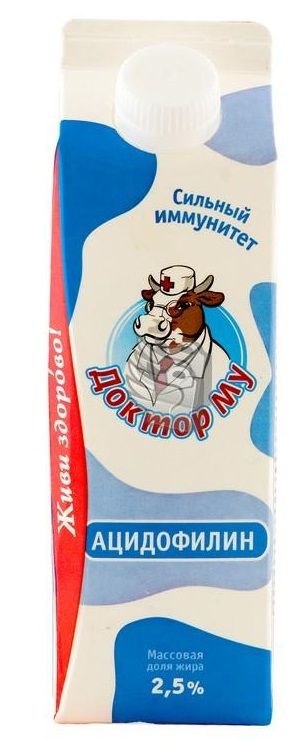 Сильный
иммунитет
Доктор Му
Живи здорово!
АЦИДОФИЛИН
Массовая
доля жира
2,5%